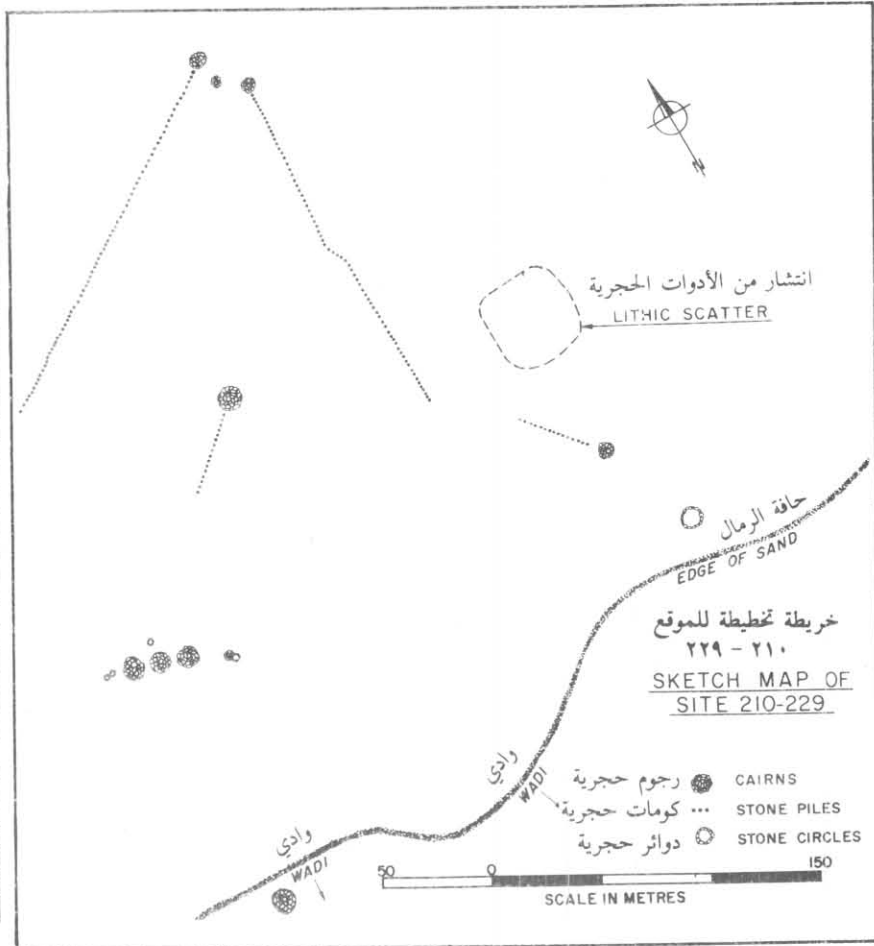 N
انتشار من الأدوات الحجرية
LITHIC SCATTER
حافة الرمال
EDGE OF SAND
خريطة تخطيطة للموقع
٢١٠ - ٢٢٩
SKETCH MAP OF
SITE 210-229
وادي
WADI
وادي
WADI
رجوم حجرية CAIRNS
كومات حجرية STONE PILES
دوائر حجرية STONE CIRCLES
50 0 150
SCALE IN METRES